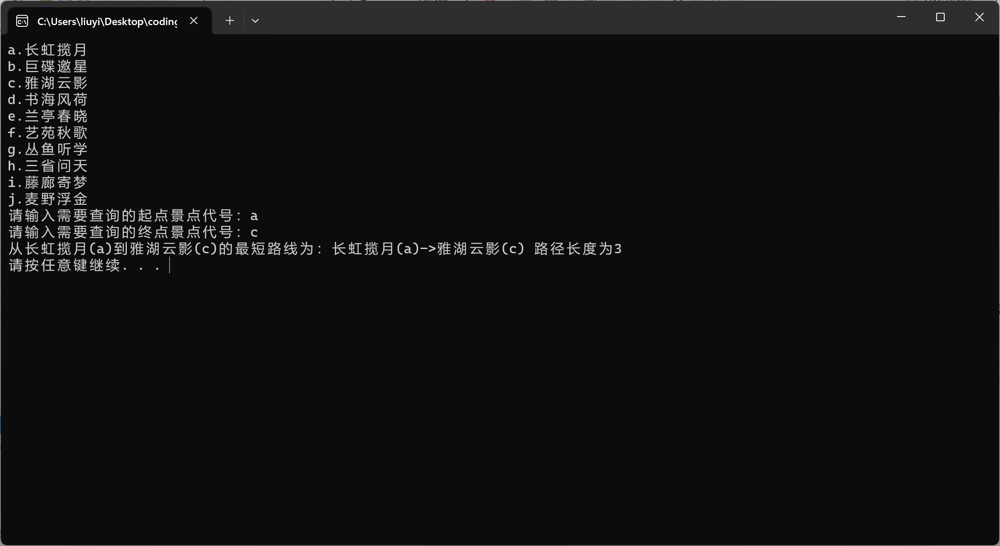 C:\Users\liuyi\Desktop\coding
a.长虹揽月
b.巨碟邀星
c.雅湖云影
d.书海风荷
e.兰亭春晓
f.艺苑秋歌
g.丛鱼听学
h.三省问天
i.藤廊寄梦
j.麦野浮金
请输入需要查询的起点景点代号：a
请输入需要查询的终点景点代号：c
从长虹揽月(a)到雅湖云影(c)的最短路线为：长虹揽月(a)->雅湖云影(c) 路径长度为3
请按任意键继续. . .